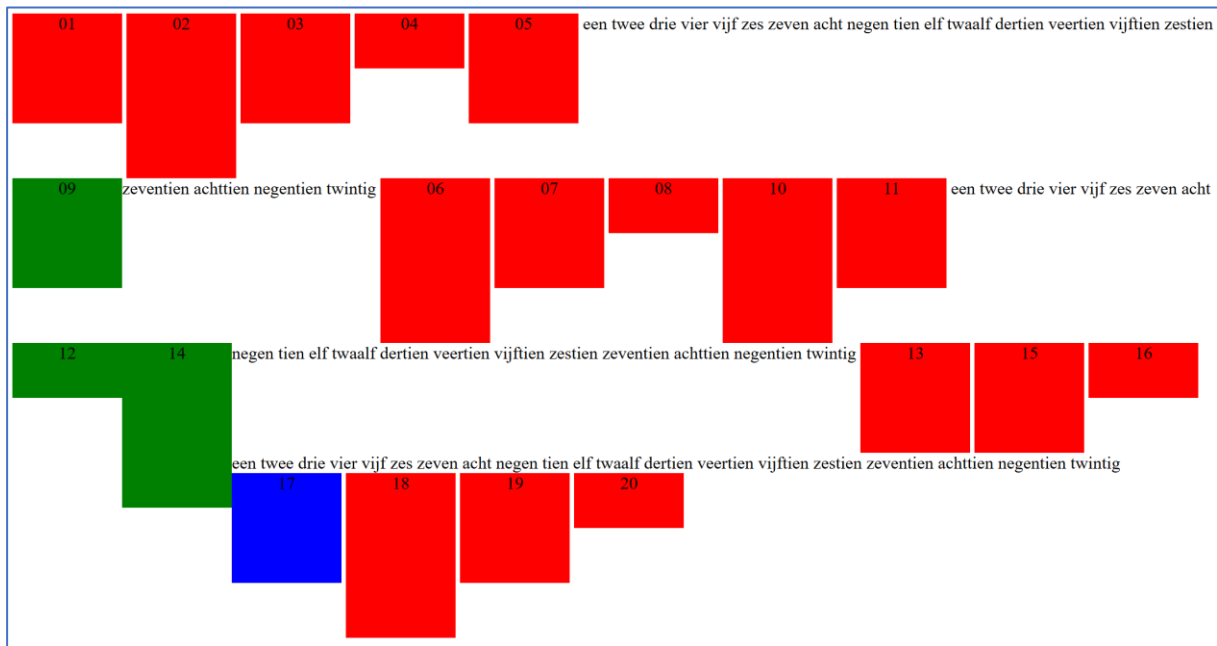 01 02 03 04 05 een twee drie vier vijf zes zeven acht negen tien elf twaalf dertien veertien vijftien zestien
09 zeventien achttien negentien twintig 06 07 08 10 11 een twee drie vier vijf zes zeven acht
12 14 negen tien elf twaalf dertien veertien vijftien zestien zeventien achttien negentien twintig 13 15 16
een twee drie vier vijf zes zeven acht negen tien elf twaalf dertien veertien vijftien zestien zeventien achttien negentien twintig
17 18 19 20